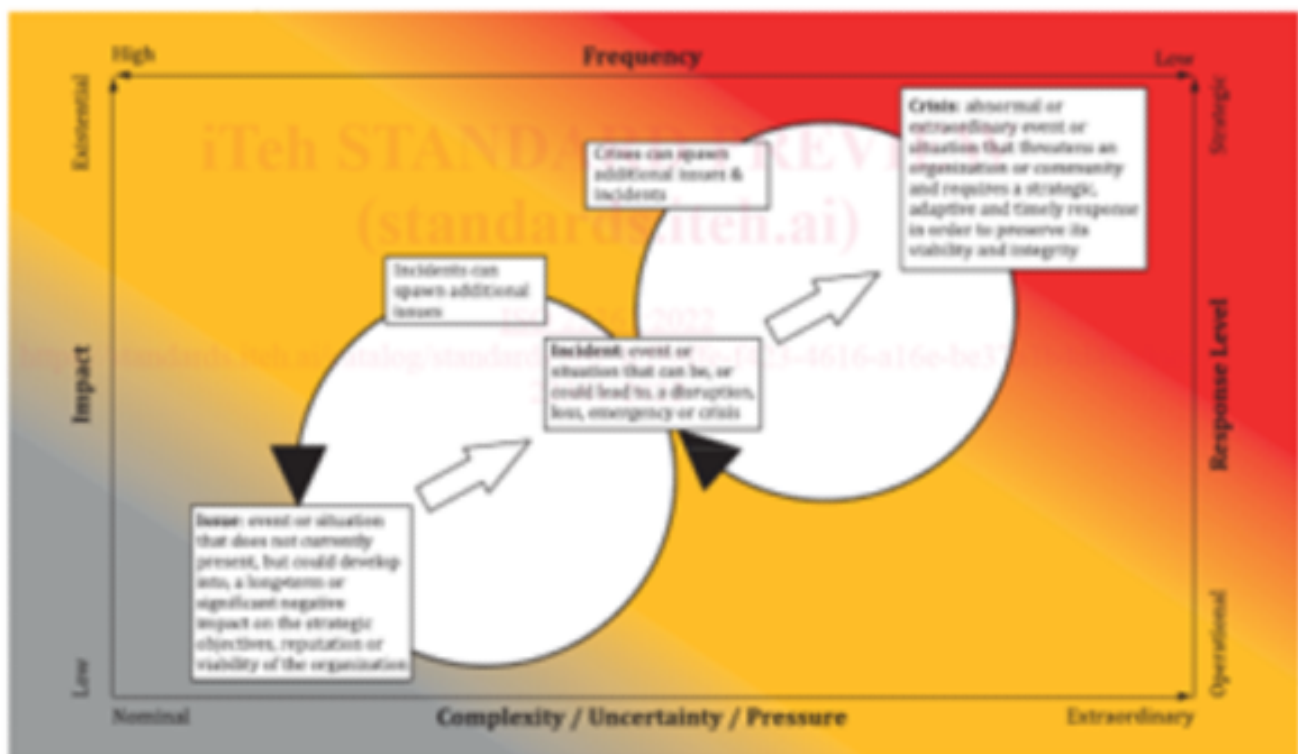 High
Frequency
Low
Existential
Strategic
iTeh STANDARD PREVIEW
(standards.iteh.ai)
Crisis: abnormal or
extraordinary event or
situation that threatens an
organization or community
and requires a strategic,
adaptive and timely response
in order to preserve its
viability and integrity
Crises can spawn
additional issues &
incidents
Incidents can
spawn additional
issues
2022
Incident: event or
situation that can be, or
could lead to, a disruption,
loss, emergency or crisis
Impact
Response Level
Issue: event or situation
that does not currently
present, but could develop
into, a long-term or
significant negative
impact on the strategic
objectives, reputation or
viability of the organization
Low
Operational
Nominal
Complexity / Uncertainty / Pressure
Extraordinary